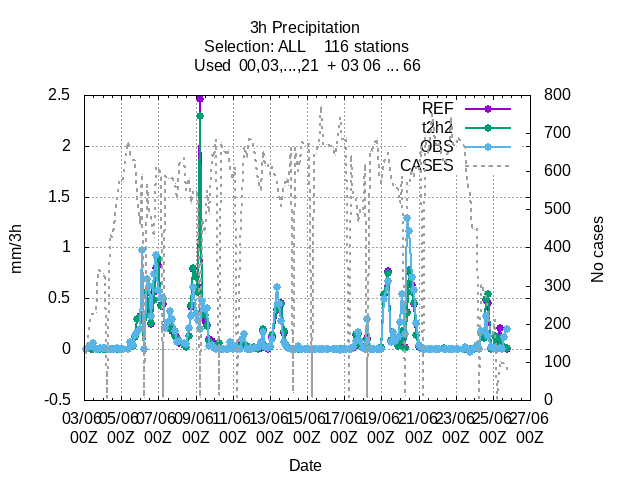 3h Precipitation
Selection: ALL    116 stations
Used  00,03,...,21  + 03 06 ... 66
2.5
2
1.5
1
0.5
0
-0.5
mm/3h
800
700
600
500
400
300
200
100
0
No cases
REF
t2h2
OBS
CASES
03/06 05/06 07/06 09/06 11/06 13/06 15/06 17/06 19/06 21/06 23/06 25/06 27/06
00Z 00Z 00Z 00Z 00Z 00Z 00Z 00Z 00Z 00Z 00Z 00Z 00Z
Date